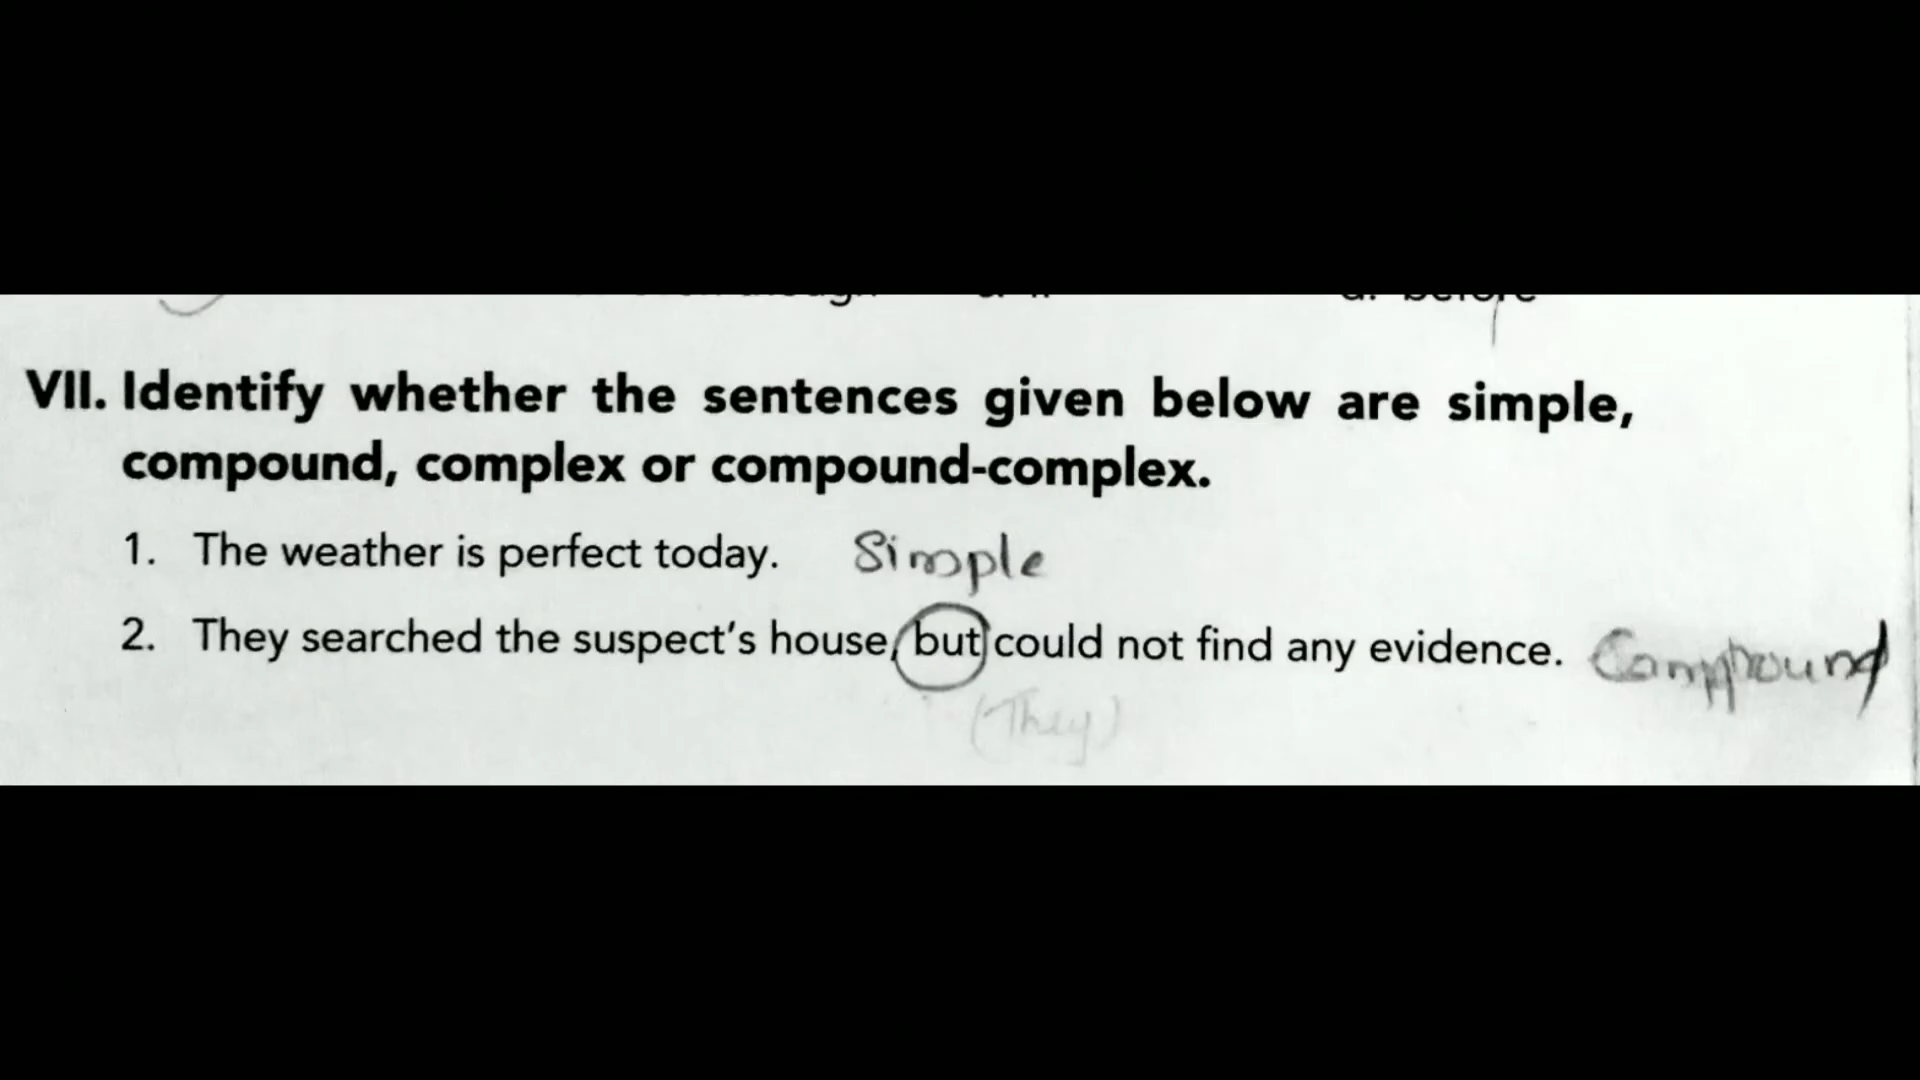 VII. Identify whether the sentences given below are simple,
compound, complex or compound-complex.
1. The weather is perfect today. Simple
2. They searched the suspect's house, but could not find any evidence. Compound
(They)